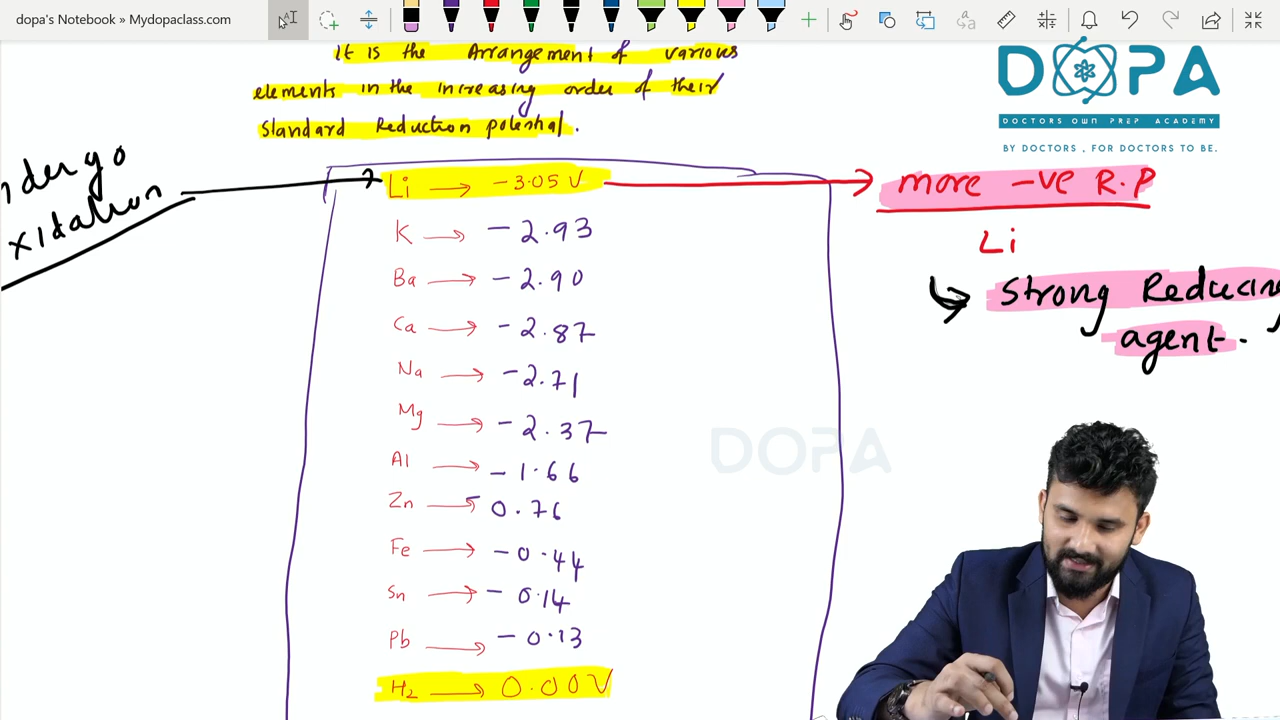 dopa's Notebook » Mydopaclass.com
It is the Arrangement of various
elements in the increasing order of their
Standard Reduction potential.
DOPA
DOCTORS OWN PREP ACADEMY
BY DOCTORS , FOR DOCTORS TO BE.
ndergo
xidation
Li → -3.05 V → more -ve R.P
Li
Strong Reducing
agent.
K → -2.93
Ba → -2.90
Ca → -2.87
Na → -2.71
Mg → -2.37
Al → -1.66
Zn → -0.76
Fe → -0.44
Sn → -0.14
Pb → -0.13
H₂ → 0.00V
DOPA